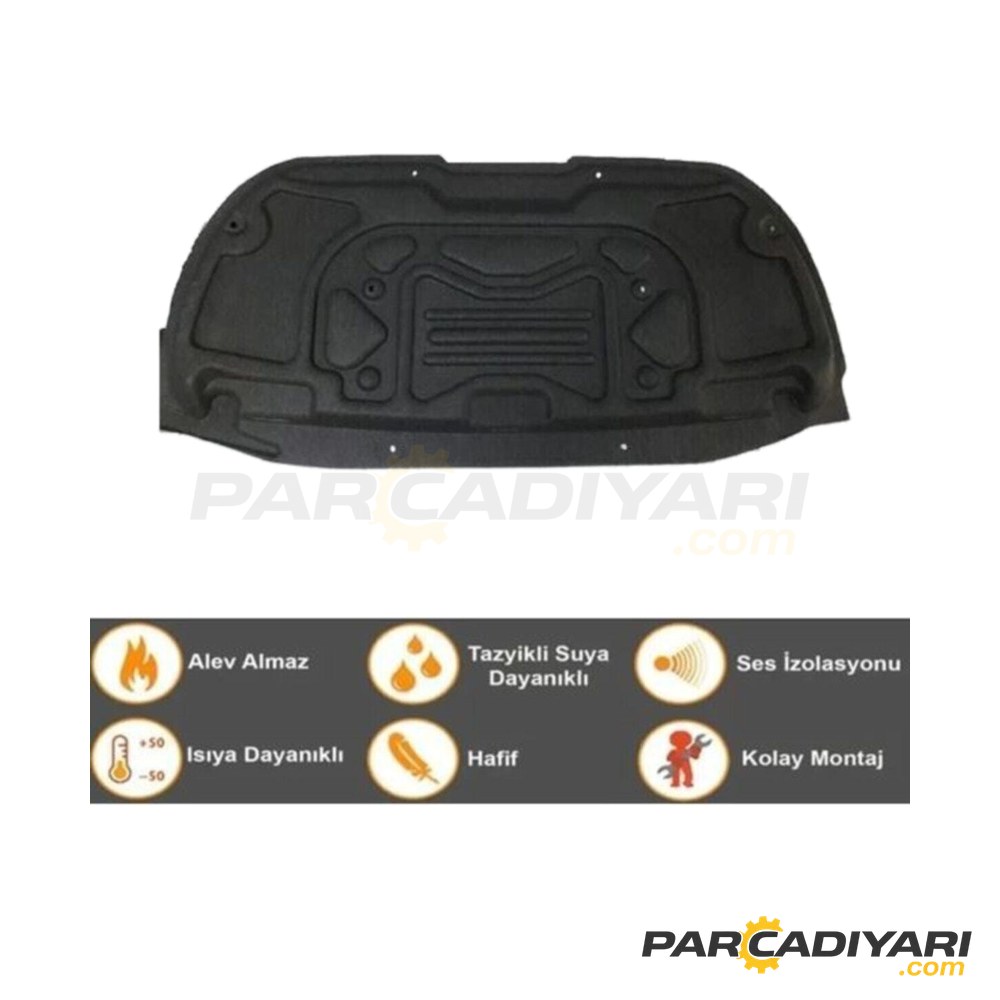 PARCADIYARI
.com
Alev Almaz
Tazyikli Suya
Dayanıklı
Ses İzolasyonu
+50
-50
Isıya Dayanıklı
Hafif
Kolay Montaj
PARCADIYARI
.com